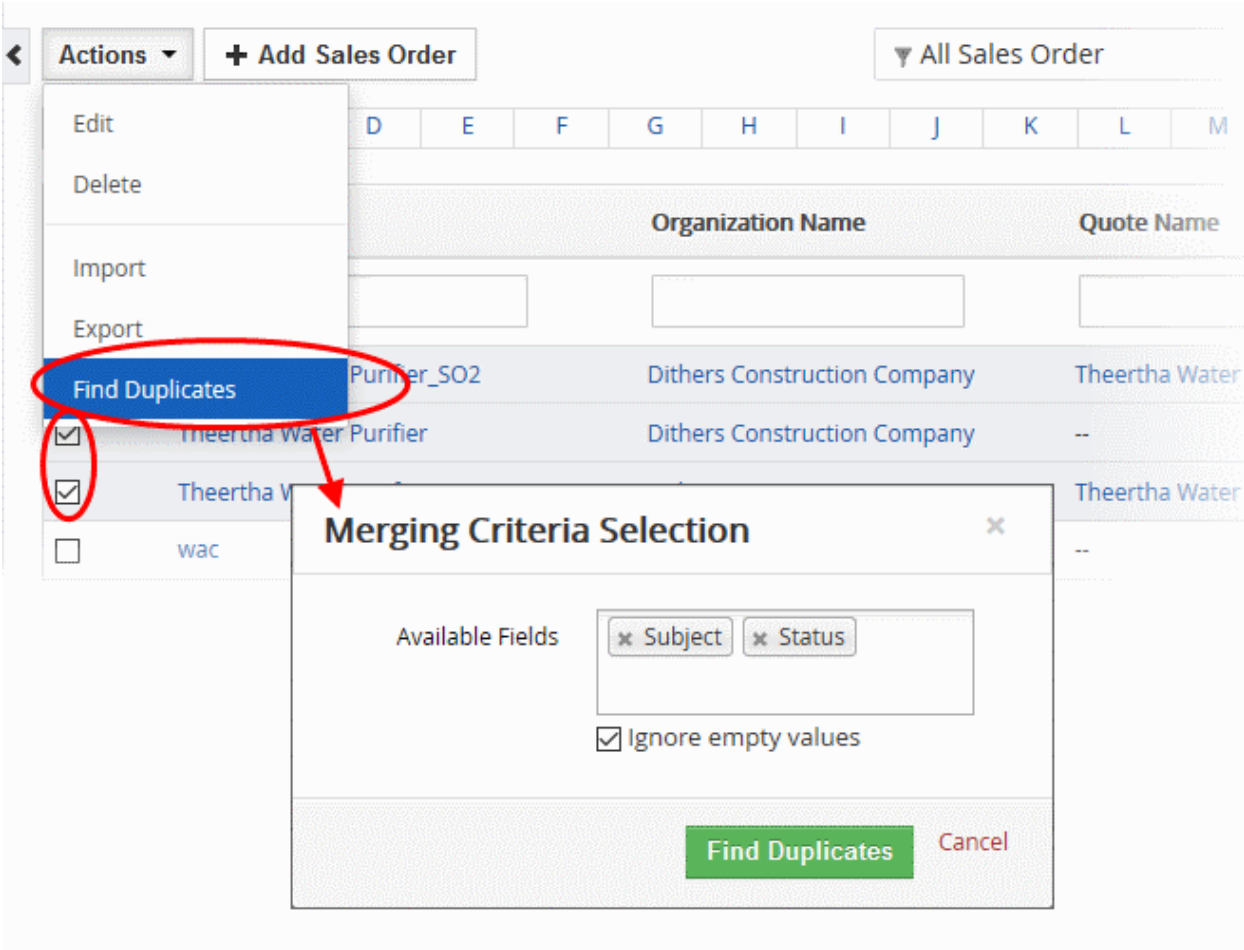 Actions
+ Add Sales Order
All Sales Order
Edit
D E F G H I J K L M
Delete
Organization Name
Quote Name
Import
Export
Find Duplicates
Purifier_SO2
Dithers Construction Company
Theertha Water
Theertha Water Purifier
Dithers Construction Company
--
Theertha
Theertha Water
wac
--
Merging Criteria Selection
Available Fields
Subject
Status
Ignore empty values
Find Duplicates
Cancel